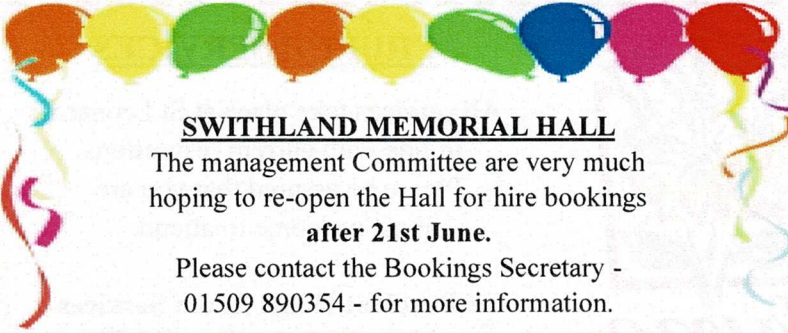 SWITHLAND MEMORIAL HALL
The management Committee are very much
hoping to re-open the Hall for hire bookings
after 21st June.
Please contact the Bookings Secretary -
01509 890354 - for more information.